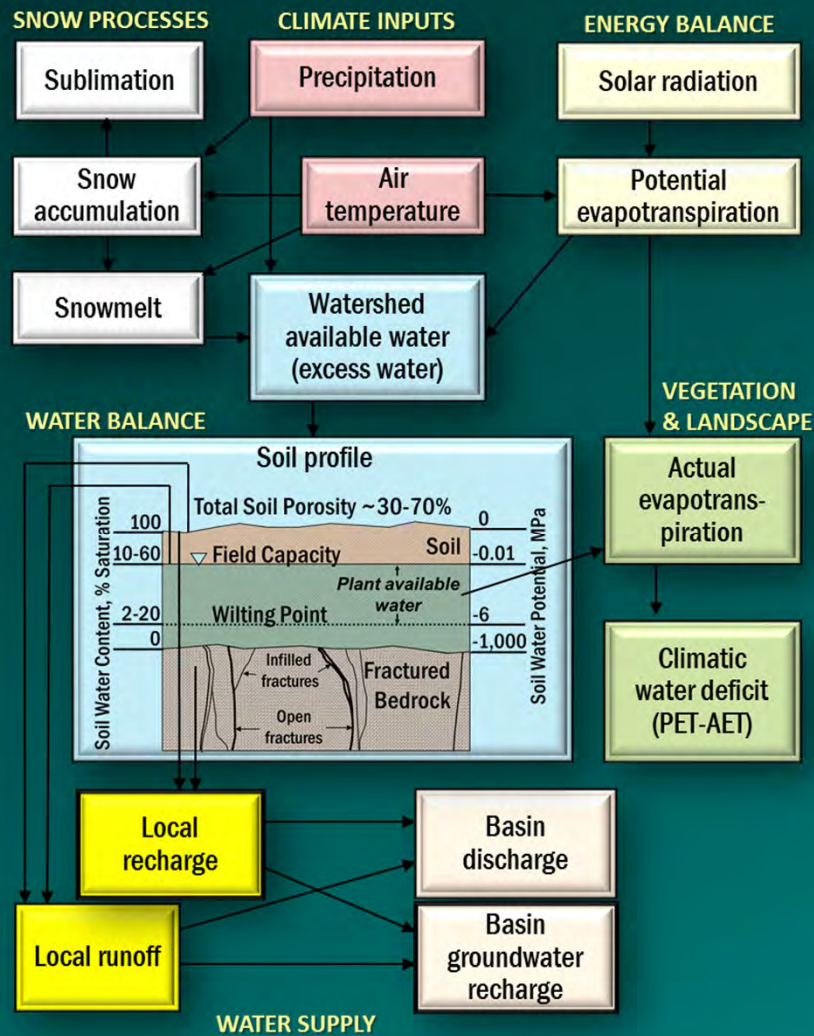 SNOW PROCESSES
CLIMATE INPUTS
ENERGY BALANCE
Sublimation
Precipitation
Solar radiation
Snow
accumulation
Air
temperature
Potential
evapotranspiration
Snowmelt
Watershed
available water
(excess water)
VEGETATION
& LANDSCAPE
WATER BALANCE
Soil profile
Total Soil Porosity ~30-70%
Soil Water Content, % Saturation
100
10-60
2-20
0
Field Capacity
Soil
Plant available
water
Wilting Point
Infilled
fractures
Fractured
Bedrock
Open
fractures
0
-0.01
-6
-1,000
Soil Water Potential, MPa
Actual
evapotrans-
piration
Climatic
water deficit
(PET-AET)
Local
recharge
Basin
discharge
Local runoff
Basin
groundwater
recharge
WATER SUPPLY